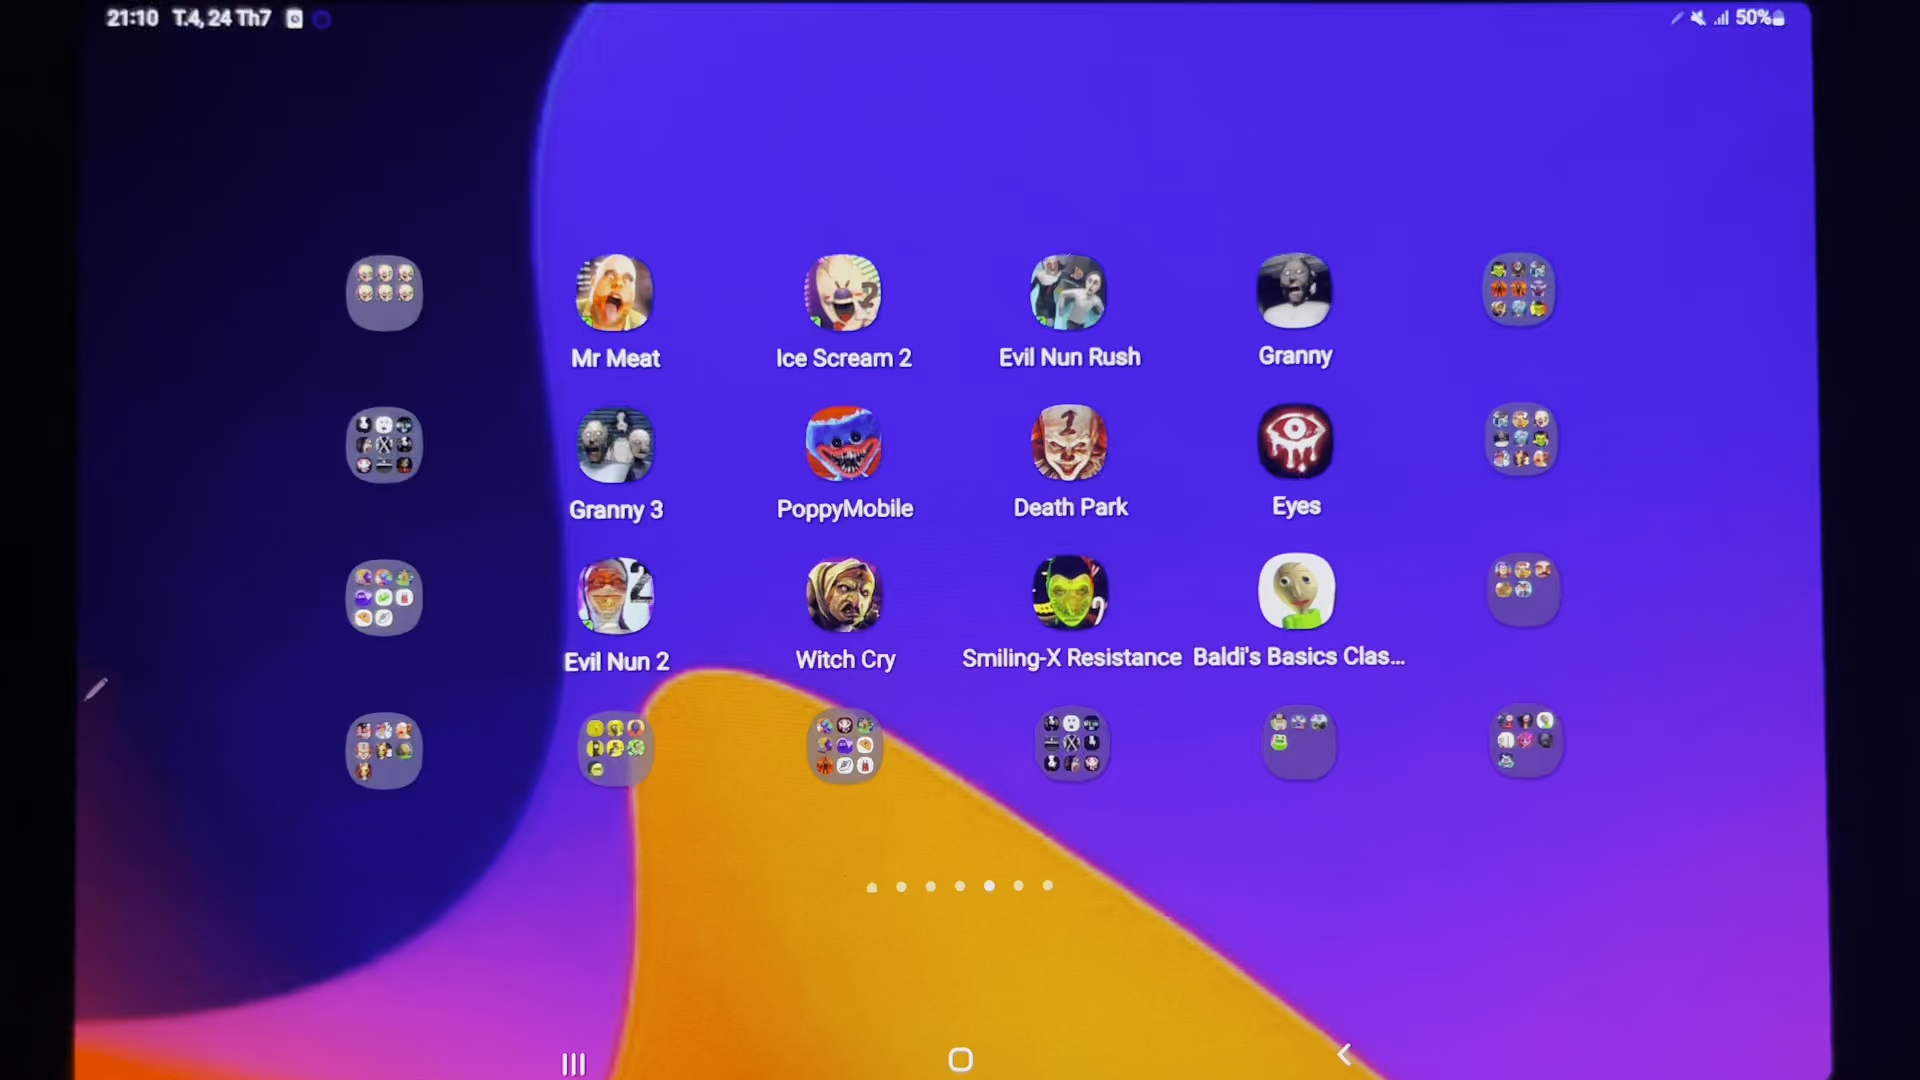 21:10 T.4, 24 Th7 50%
Mr Meat Ice Scream 2 Evil Nun Rush Granny
Granny 3 PoppyMobile Death Park Eyes
Evil Nun 2 Witch Cry Smiling-X Resistance Baldi's Basics Clas...